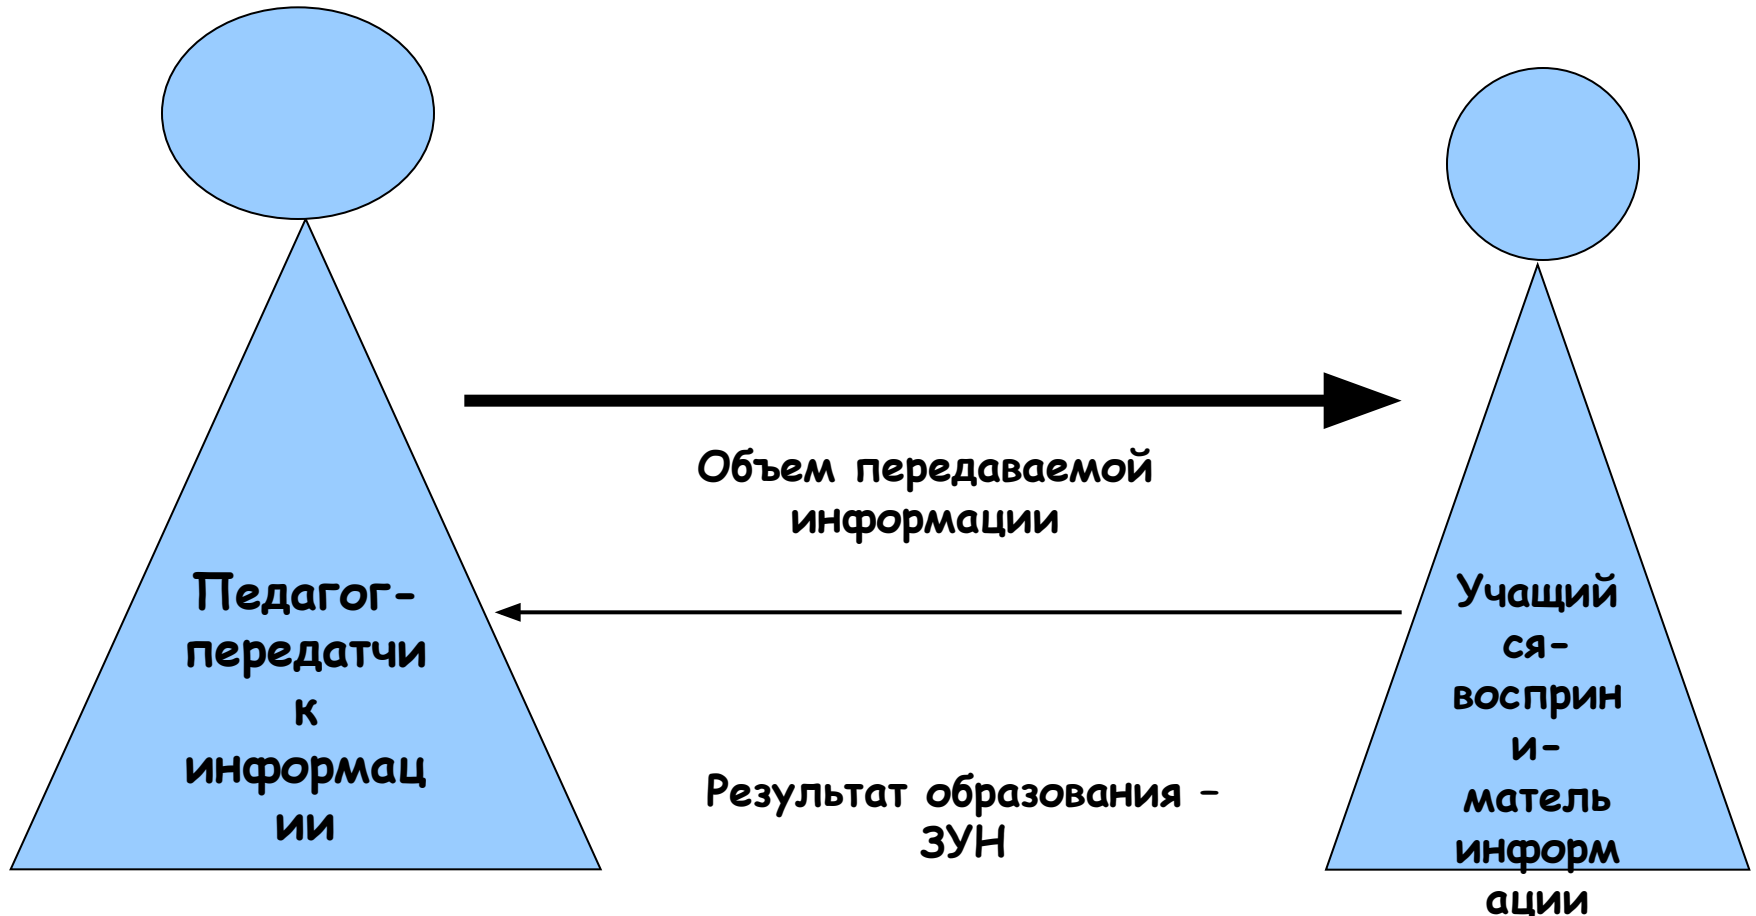 Объем передаваемой
информации
Педагог-
передатчи
к
информац
ии
Учащий
ся-
восприн
и-
матель
информ
ации
Результат образования –
ЗУН